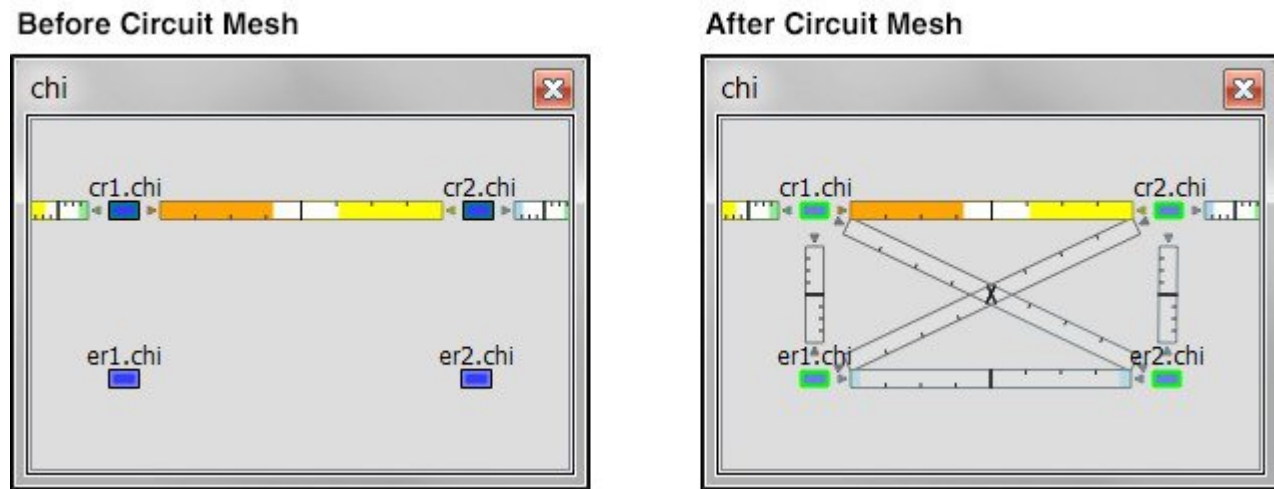 Before Circuit Mesh
After Circuit Mesh
chi
chi
cr1.chi
cr2.chi
cr1.chi
cr2.chi
er1.chi
er2.chi
er1.chi
er2.chi